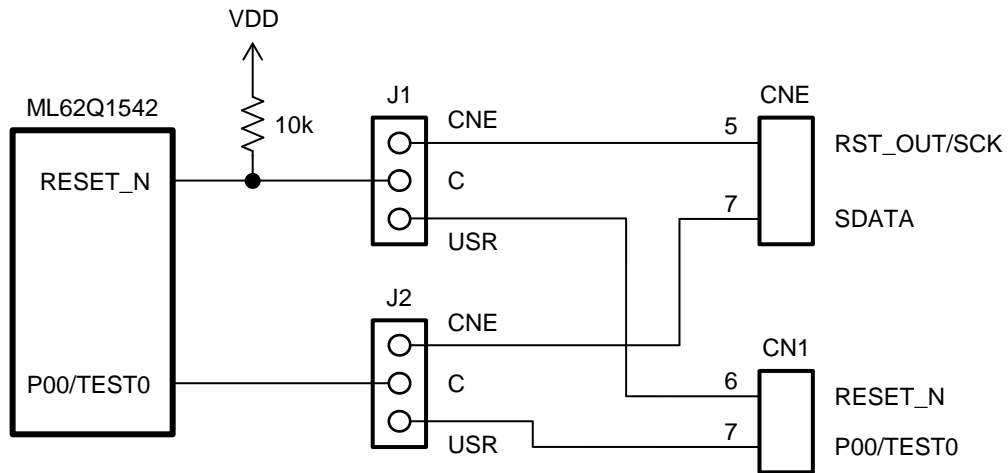 VDD
ML62Q1542
10k
J1
CNE
CNE
5
RST_OUT/SCK
RESET_N
C
7
SDATA
USR
J2
CNE
CN1
P00/TEST0
C
6
RESET_N
USR
7
P00/TEST0